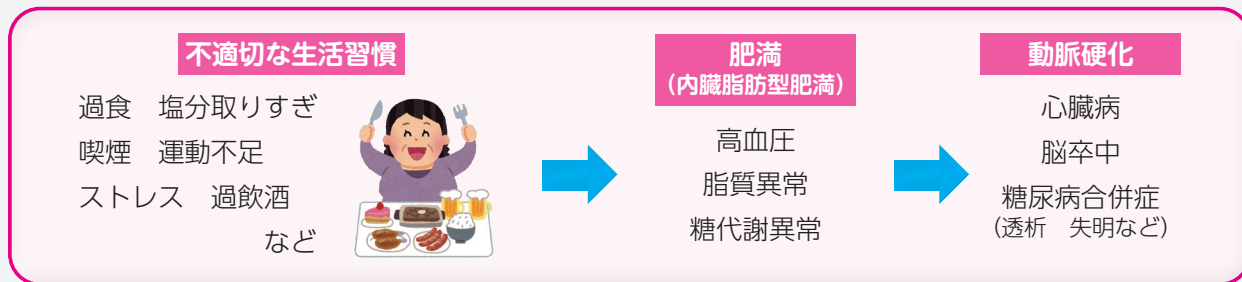 不適切な生活習慣
過食　塩分取りすぎ
喫煙　運動不足
ストレス　過飲酒
など
肥満
（内臓脂肪型肥満）
高血圧
脂質異常
糖代謝異常
動脈硬化
心臓病
脳卒中
糖尿病合併症
（透析　失明など）